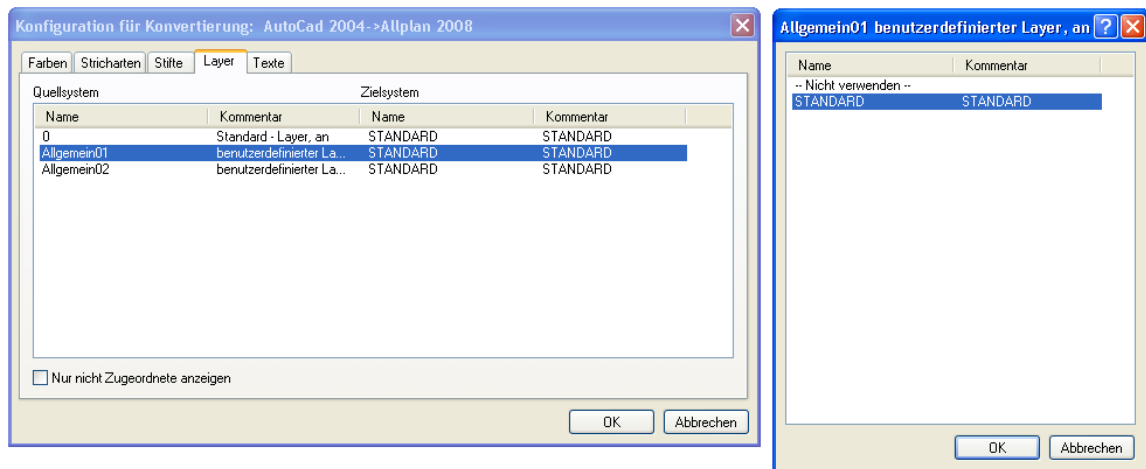 Konfiguration für Konvertierung: AutoCad 2004->Allplan 2008
Farben Stricharten Stifte Layer Texte
Quellsystem Zielsystem
Name Kommentar Name Kommentar
0 Standard - Layer, an STANDARD STANDARD
Allgemein01 benutzerdefinierter La... STANDARD STANDARD
Allgemein02 benutzerdefinierter La... STANDARD STANDARD
Nur nicht Zugeordnete anzeigen
OK Abbrechen
Allgemein01 benutzerdefinierter Layer, an ?
Name Kommentar
-- Nicht verwenden --
STANDARD STANDARD
OK Abbrechen